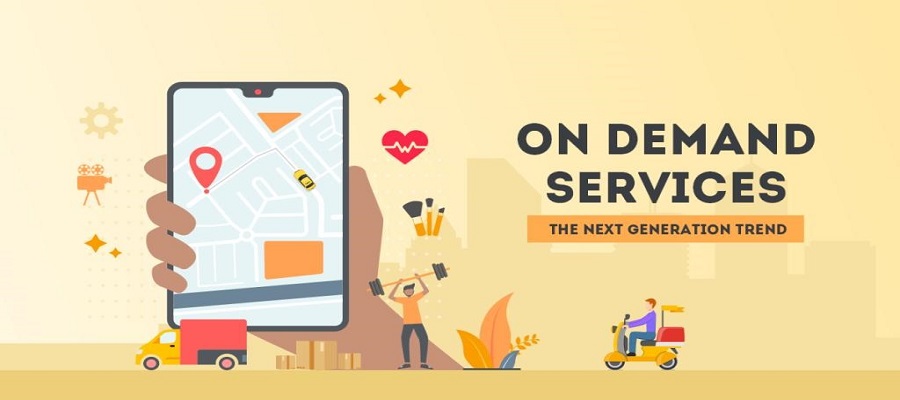 ON DEMAND
SERVICES
THE NEXT GENERATION TREND